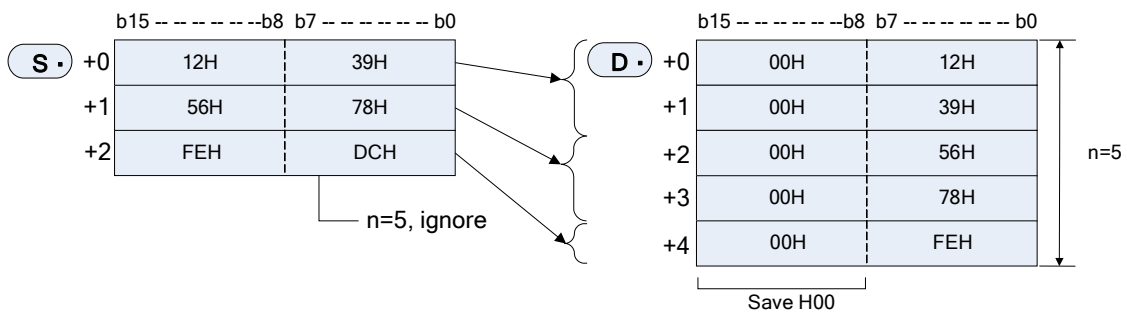 b15 -- -- -- -- --b8 b7 -- -- -- -- -- b0
S· +0 12H 39H
+1 56H 78H
+2 FEH DCH
n=5, ignore
b15 -- -- -- -- --b8 b7 -- -- -- -- -- b0
D· +0 00H 12H
+1 00H 39H
+2 00H 56H
+3 00H 78H
+4 00H FEH
n=5
Save H00